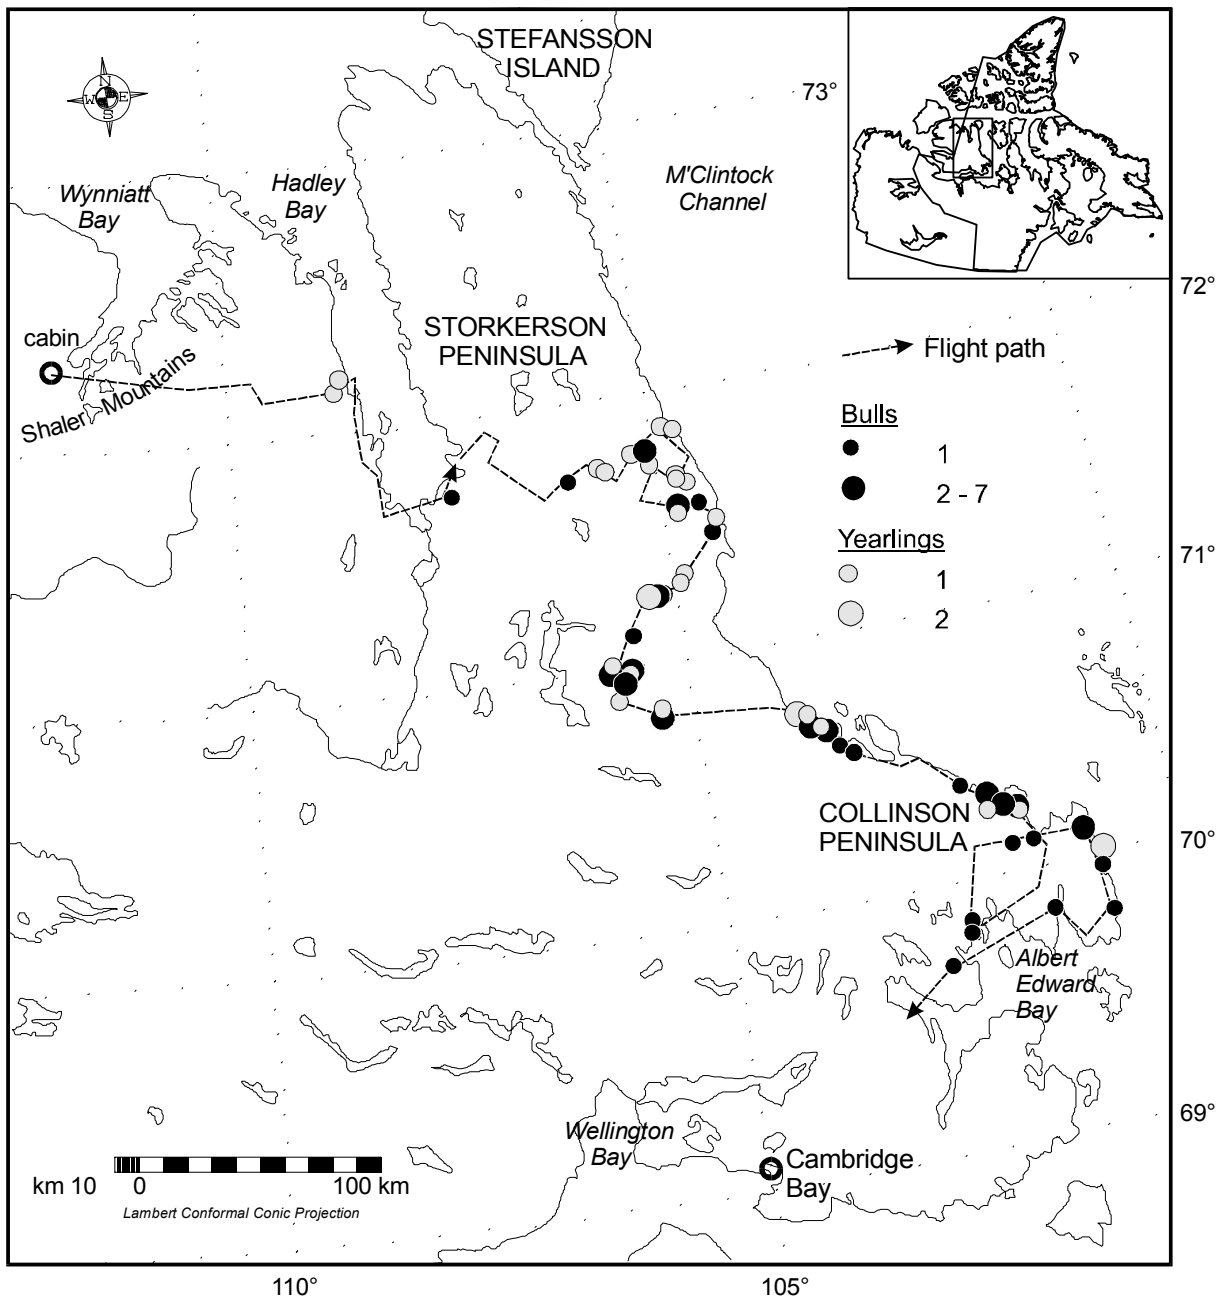 STEFANSSON
ISLAND
73°
N
W E
S
Wynniatt
Bay
Hadley
Bay
M'Clintock
Channel
72°
cabin
STORKERSON
PENINSULA
Shaler Mountains
Flight path
Bulls
1
2 - 7
Yearlings
1
2
71°
COLLINSON
PENINSULA
70°
Albert
Edward
Bay
69°
Wellington
Bay
Cambridge
Bay
km 10 0 100 km
Lambert Conformal Conic Projection
110° 105°